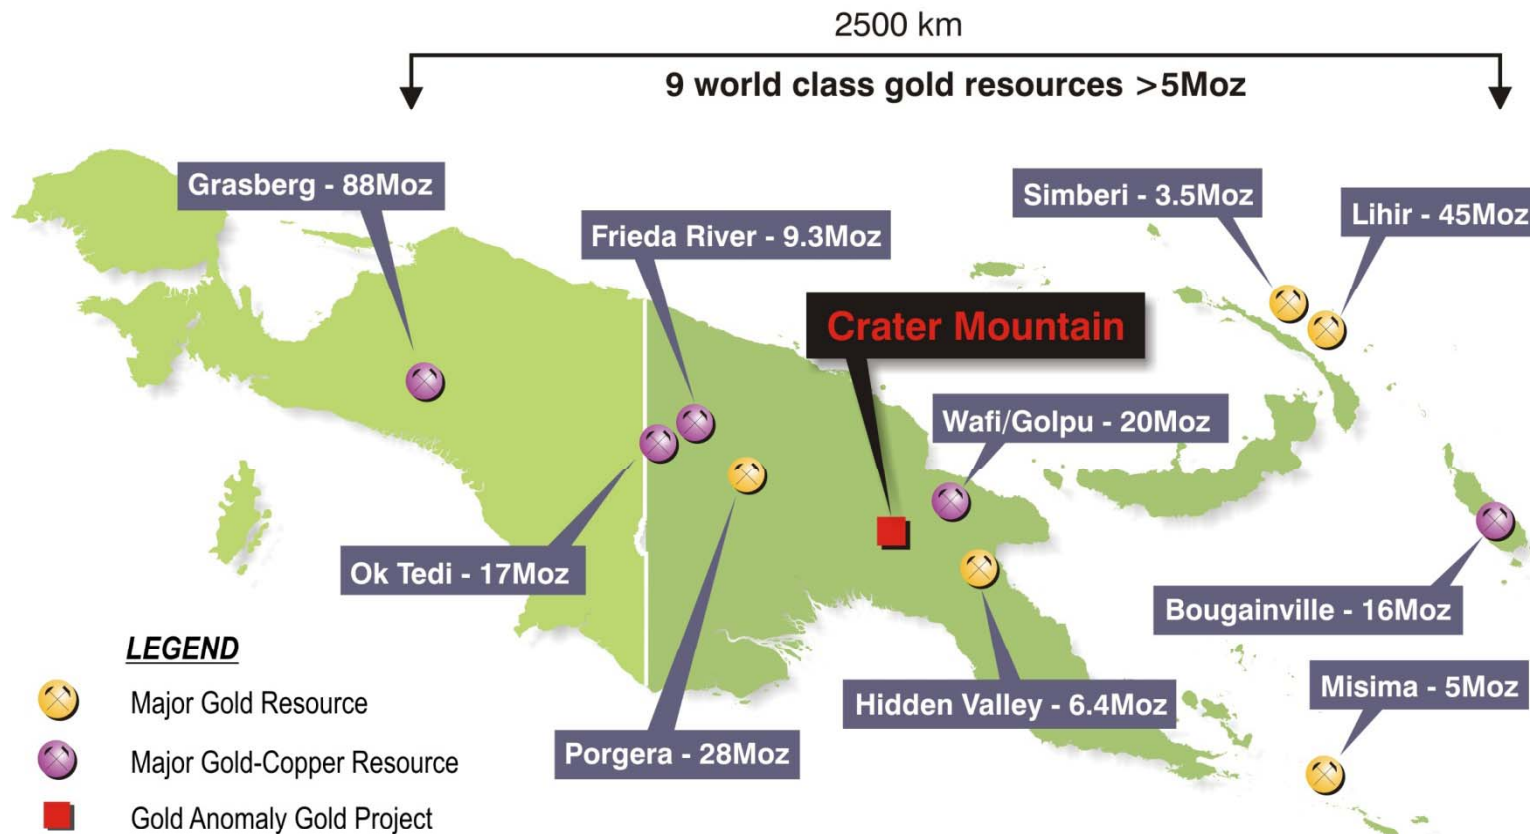 2500 km
9 world class gold resources >5Moz
Grasberg - 88Moz
Simberi - 3.5Moz
Lihir - 45Moz
Frieda River - 9.3Moz
Crater Mountain
Wafi/Golpu - 20Moz
Ok Tedi - 17Moz
Bougainville - 16Moz
LEGEND
Major Gold Resource
Hidden Valley - 6.4Moz
Misima - 5Moz
Porgera - 28Moz
Major Gold-Copper Resource
Gold Anomaly Gold Project